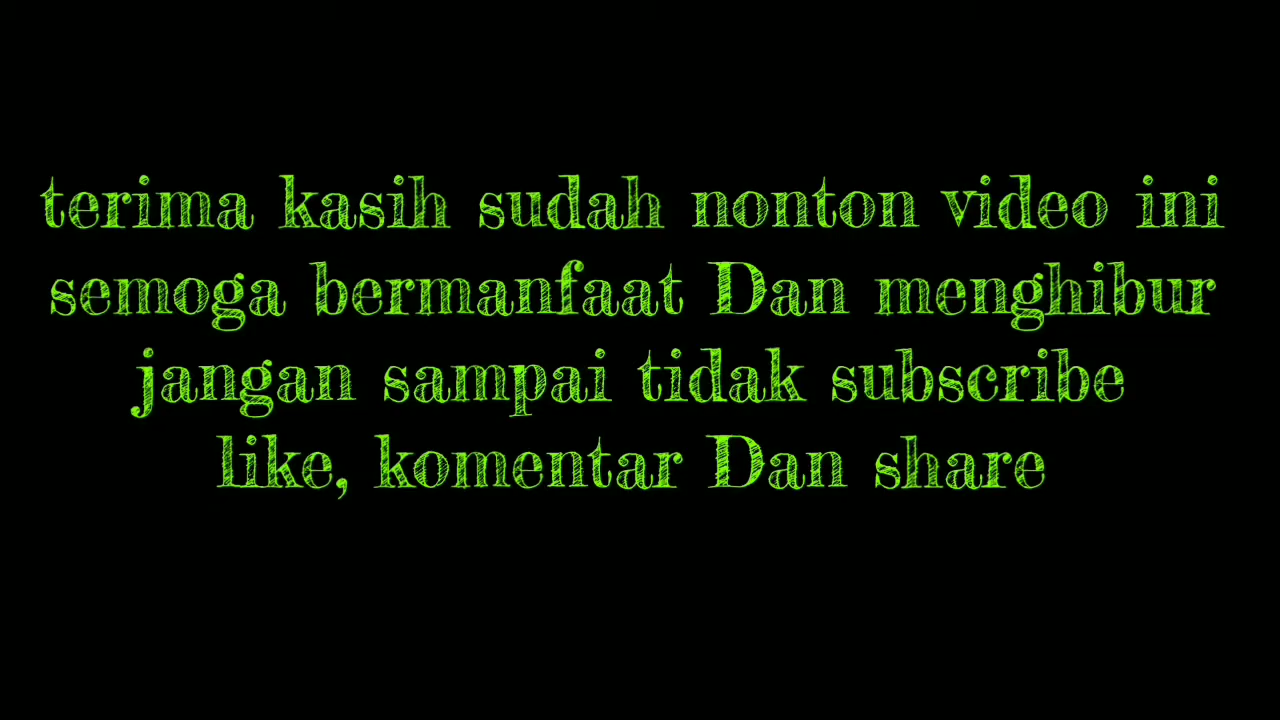 terima kasih sudah nonton video ini
semoga bermanfaat Dan menghibur
jangan sampai tidak subscribe
like, komentar Dan share